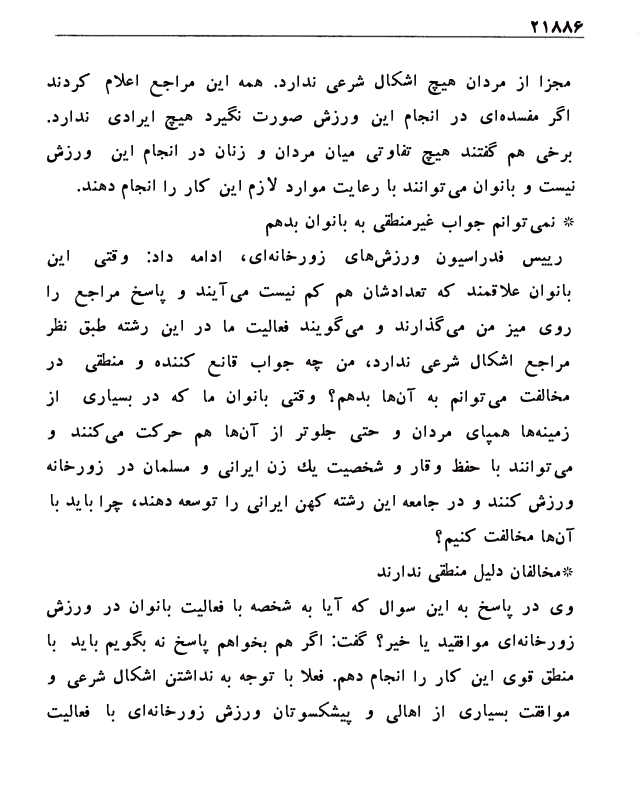 ۲۱۸۸۶
مجزا از مردان هیچ اشکال شرعی ندارد. همه این مراجع اعلام کردند
اگر مفسده‌ای در انجام این ورزش صورت نگیرد هیچ ایرادی ندارد.
برخی هم گفتند هیچ تفاوتی میان مردان و زنان در انجام این ورزش
نیست و بانوان می‌توانند با رعایت موارد لازم این کار را انجام دهند.
* نمی‌توانم جواب غیرمنطقی به بانوان بدهم
رییس فدراسیون ورزش‌های زورخانه‌ای، ادامه داد: وقتی این
بانوان علاقمند که تعدادشان هم کم نیست می‌آیند و پاسخ مراجع را
روی میز من می‌گذارند و می‌گویند فعالیت ما در این رشته طبق نظر
مراجع اشکال شرعی ندارد، من چه جواب قانع کننده و منطقی در
مخالفت می‌توانم به آن‌ها بدهم؟ وقتی بانوان ما که در بسیاری از
زمینه‌ها همپای مردان و حتی جلوتر از آن‌ها هم حرکت می‌کنند و
می‌توانند با حفظ وقار و شخصیت یك زن ایرانی و مسلمان در زورخانه
ورزش کنند و در جامعه این رشته کهن ایرانی را توسعه دهند، چرا باید با
آن‌ها مخالفت کنیم؟
*مخالفان دلیل منطقی ندارند
وی در پاسخ به این سوال که آیا به شخصه با فعالیت بانوان در ورزش
زورخانه‌ای موافقید یا خیر؟ گفت: اگر هم بخواهم پاسخ نه بگویم باید با
منطق قوی این کار را انجام دهم. فعلا با توجه به نداشتن اشکال شرعی و
موافقت بسیاری از اهالی و پیشکسوتان ورزش زورخانه‌ای با فعالیت